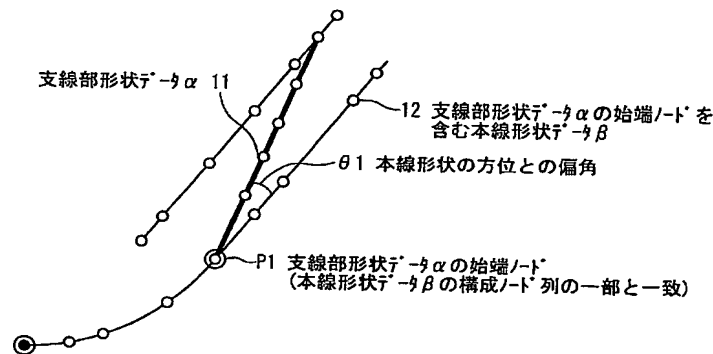 支線部形状ﾃﾞｰﾀα 11
12 支線部形状ﾃﾞｰﾀαの始端ﾉｰﾄﾞを
含む本線形状ﾃﾞｰﾀβ
θ1 本線形状の方位との偏角
P1 支線部形状ﾃﾞｰﾀαの始端ﾉｰﾄﾞ
(本線形状ﾃﾞｰﾀβの構成ﾉｰﾄﾞ列の一部と一致)